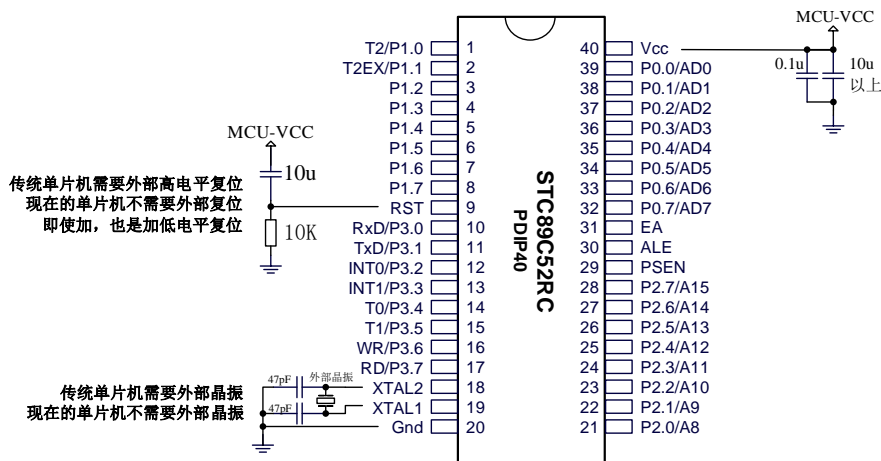 MCU-VCC
T2/P1.0 1 40 Vcc
T2EX/P1.1 2 39 P0.0/AD0
0.1u 10u
P1.2 3 38 P0.1/AD1
以上
P1.3 4 37 P0.2/AD2
P1.4 5 36 P0.3/AD3
MCU-VCC
P1.5 6 35 P0.4/AD4
P1.6 7 34 P0.5/AD5
10u
传统单片机需要外部高电平复位
P1.7 8 33 P0.6/AD6
现在的单片机不需要外部复位
RST 9 32 P0.7/AD7
即使加，也是加低电平复位
10K
RxD/P3.0 10 31 EA
TxD/P3.1 11 30 ALE
INT0/P3.2 12 29 PSEN
INT1/P3.3 13 28 P2.7/A15
T0/P3.4 14 27 P2.6/A14
T1/P3.5 15 26 P2.5/A13
WR/P3.6 16 25 P2.4/A12
RD/P3.7 17 24 P2.3/A11
47pF 外部晶振
传统单片机需要外部晶振
XTAL2 18 23 P2.2/A10
47pF
现在的单片机不需要外部晶振
XTAL1 19 22 P2.1/A9
Gnd 20 21 P2.0/A8
STC89C52RC
PDIP40